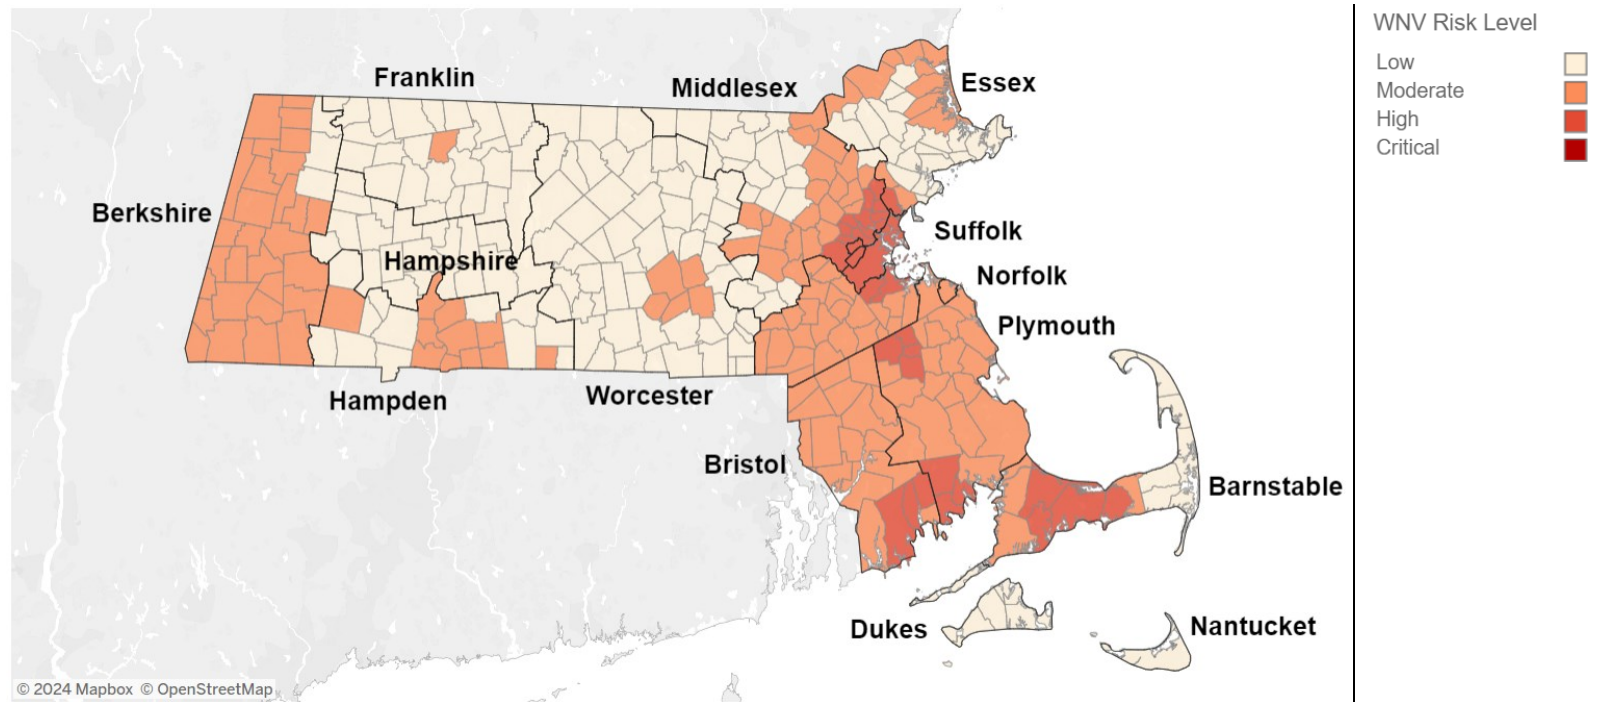 WNV Risk Level
Low
Moderate
High
Critical
Franklin
Middlesex
Essex
Berkshire
Suffolk
Hampshire
Norfolk
Plymouth
Hampden
Worcester
Bristol
Barnstable
Dukes
Nantucket
© 2024 Mapbox © OpenStreetMap